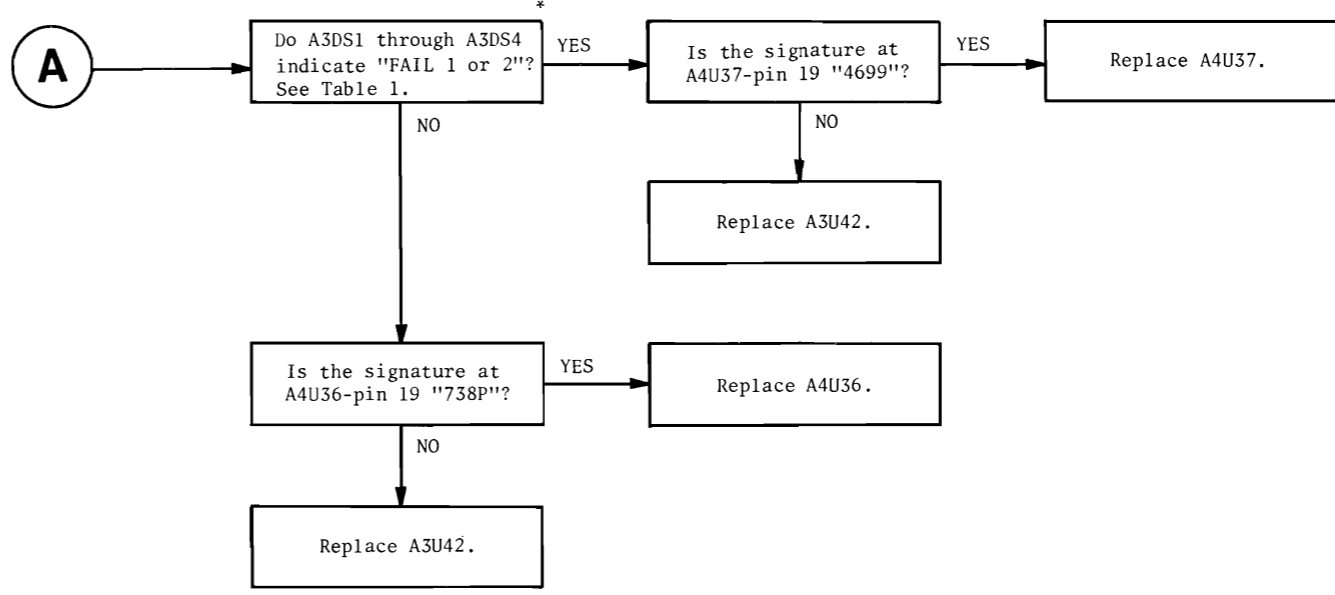 *
A
Do A3DS1 through A3DS4
indicate "FAIL 1 or 2"?
See Table 1.
YES
Is the signature at
A4U37-pin 19 "4699"?
YES
Replace A4U37.
NO
NO
Replace A3U42.
Is the signature at
A4U36-pin 19 "738P"?
YES
Replace A4U36.
NO
Replace A3U42.